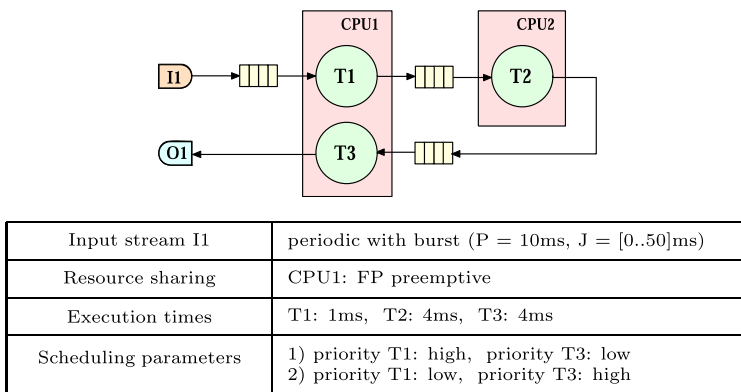 CPU1
CPU2
I1
T1
T2
O1
T3
Input stream I1
periodic with burst (P = 10ms, J = [0..50]ms)
Resource sharing
CPU1: FP preemptive
Execution times
T1: 1ms, T2: 4ms, T3: 4ms
Scheduling parameters
1) priority T1: high, priority T3: low
2) priority T1: low, priority T3: high